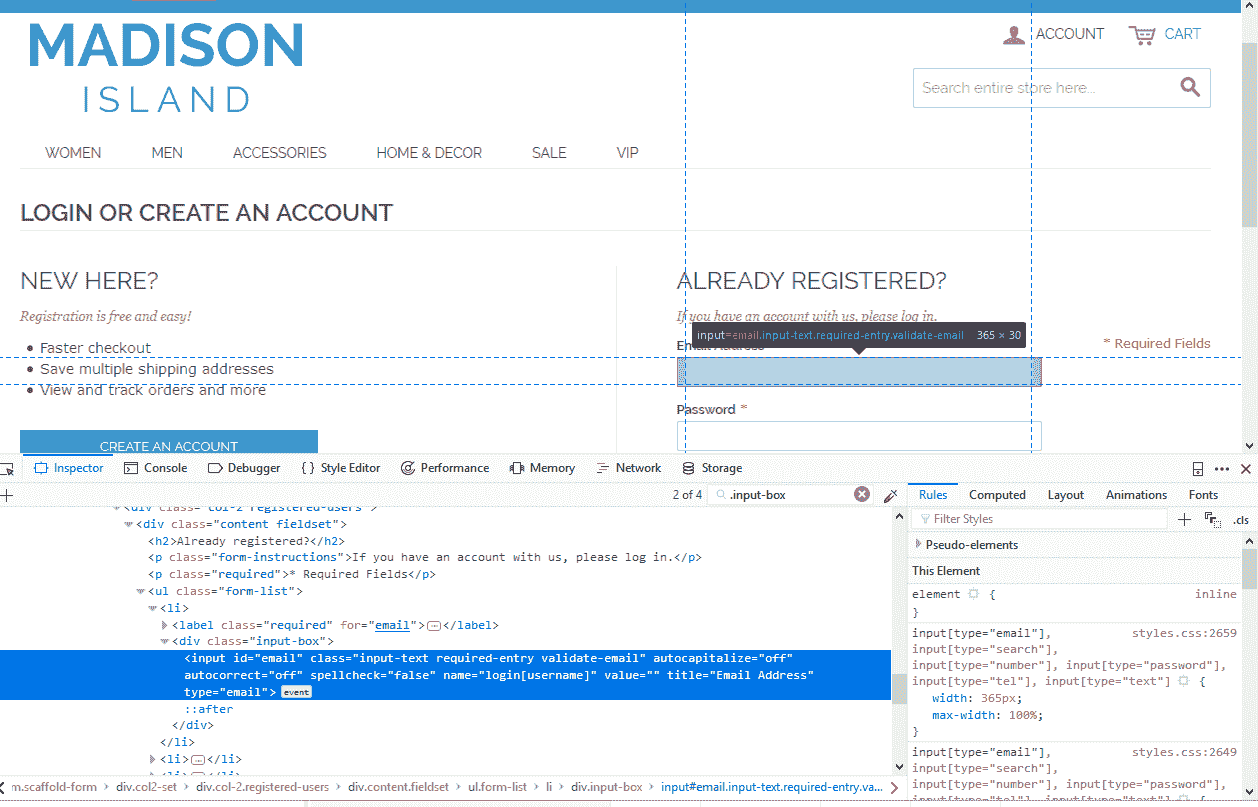 MADISON
ISLAND
ACCOUNT
CART
Search entire store here...
WOMEN MEN ACCESSORIES HOME & DECOR SALE VIP
LOGIN OR CREATE AN ACCOUNT
NEW HERE?
Registration is free and easy!
Faster checkout
Save multiple shipping addresses
View and track orders and more
CREATE AN ACCOUNT
ALREADY REGISTERED?
If you have an account with us, please log in.
input=email.input-text.required-entry.validate-email 365 × 30
Email Address
* Required Fields
Password *
Inspector Console Debugger { } Style Editor Performance Memory Network Storage
+ 2 of 4 .input-box
<div class="col-2 registered-users">
<div class="content fieldset">
<h2>Already registered?</h2>
<p class="form-instructions">If you have an account with us, please log in.</p>
<p class="required">* Required Fields</p>
<ul class="form-list">
<li>
<label class="required" for="email">…</label>
<div class="input-box">
<input id="email" class="input-text required-entry validate-email" autocapitalize="off"
autocorrect="off" spellcheck="false" name="login[username]" value="" title="Email Address"
type="email"> event
::after
</div>
</li>
<li>…</li>
<li>…</li>
m.scaffold-form > div.col2-set > div.col-2.registered-users > div.content.fieldset > ul.form-list > li > div.input-box > input#email.input-text.required-entry.va...
Rules Computed Layout Animations Fonts
Filter Styles + .cls
Pseudo-elements
This Element
element { inline
}
input[type="email"], styles.css:2659
input[type="search"],
input[type="number"], input[type="password"],
input[type="tel"], input[type="text"] {
width: 365px;
max-width: 100%;
}
input[type="email"], styles.css:2649
input[type="search"],
input[type="number"], input[type="password"],
input[type="tel"], input[type="text"] {